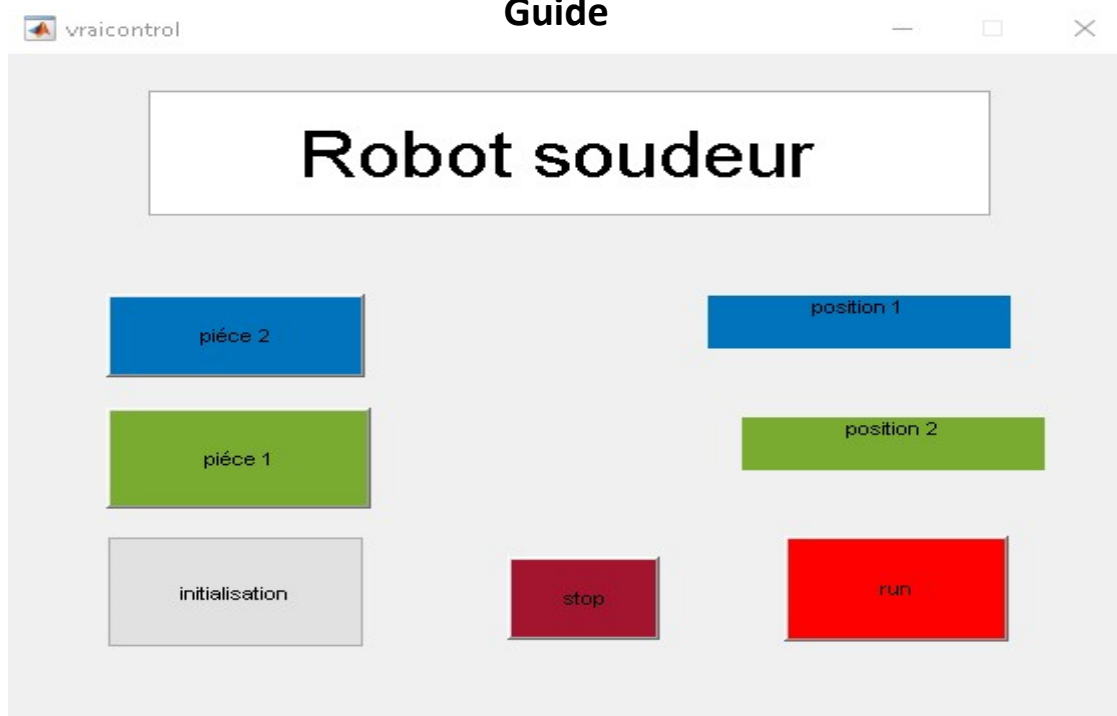 Guide
vraicontrol
Robot soudeur
piéce 2
position 1
piéce 1
position 2
initialisation
stop
run